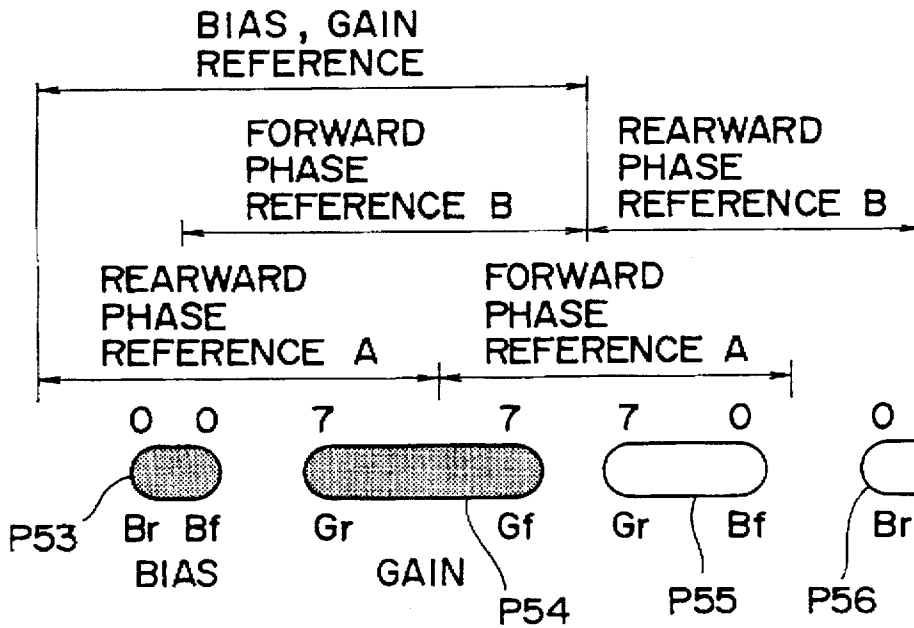 BIAS, GAIN
REFERENCE
FORWARD
PHASE
REFERENCE B
REARWARD
PHASE
REFERENCE B
REARWARD
PHASE
REFERENCE A
FORWARD
PHASE
REFERENCE A
0 0 7 7 7 0 0
P53 Br Bf Gr Gf Gr Bf Br
BIAS GAIN
P54 P55 P56